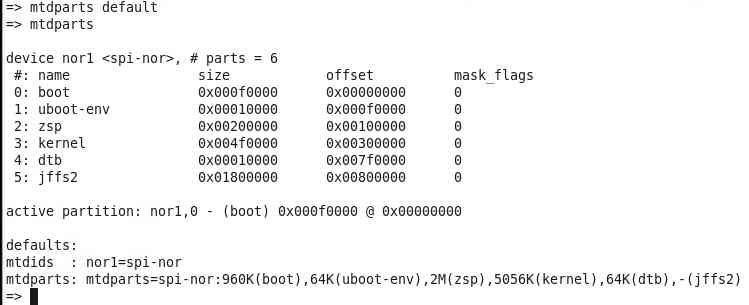 => mtdparts default
=> mtdparts
device nor1 <spi-nor>, # parts = 6
#: name size offset mask_flags
0: boot 0x000f0000 0x00000000 0
1: uboot-env 0x00010000 0x000f0000 0
2: zsp 0x00200000 0x00100000 0
3: kernel 0x004f0000 0x00300000 0
4: dtb 0x00010000 0x007f0000 0
5: jffs2 0x01800000 0x00800000 0
active partition: nor1,0 - (boot) 0x000f0000 @ 0x00000000
defaults:
mtdids : nor1=spi-nor
mtdparts: mtdparts=spi-nor:960K(boot),64K(uboot-env),2M(zsp),5056K(kernel),64K(dtb),-(jffs2)
=>